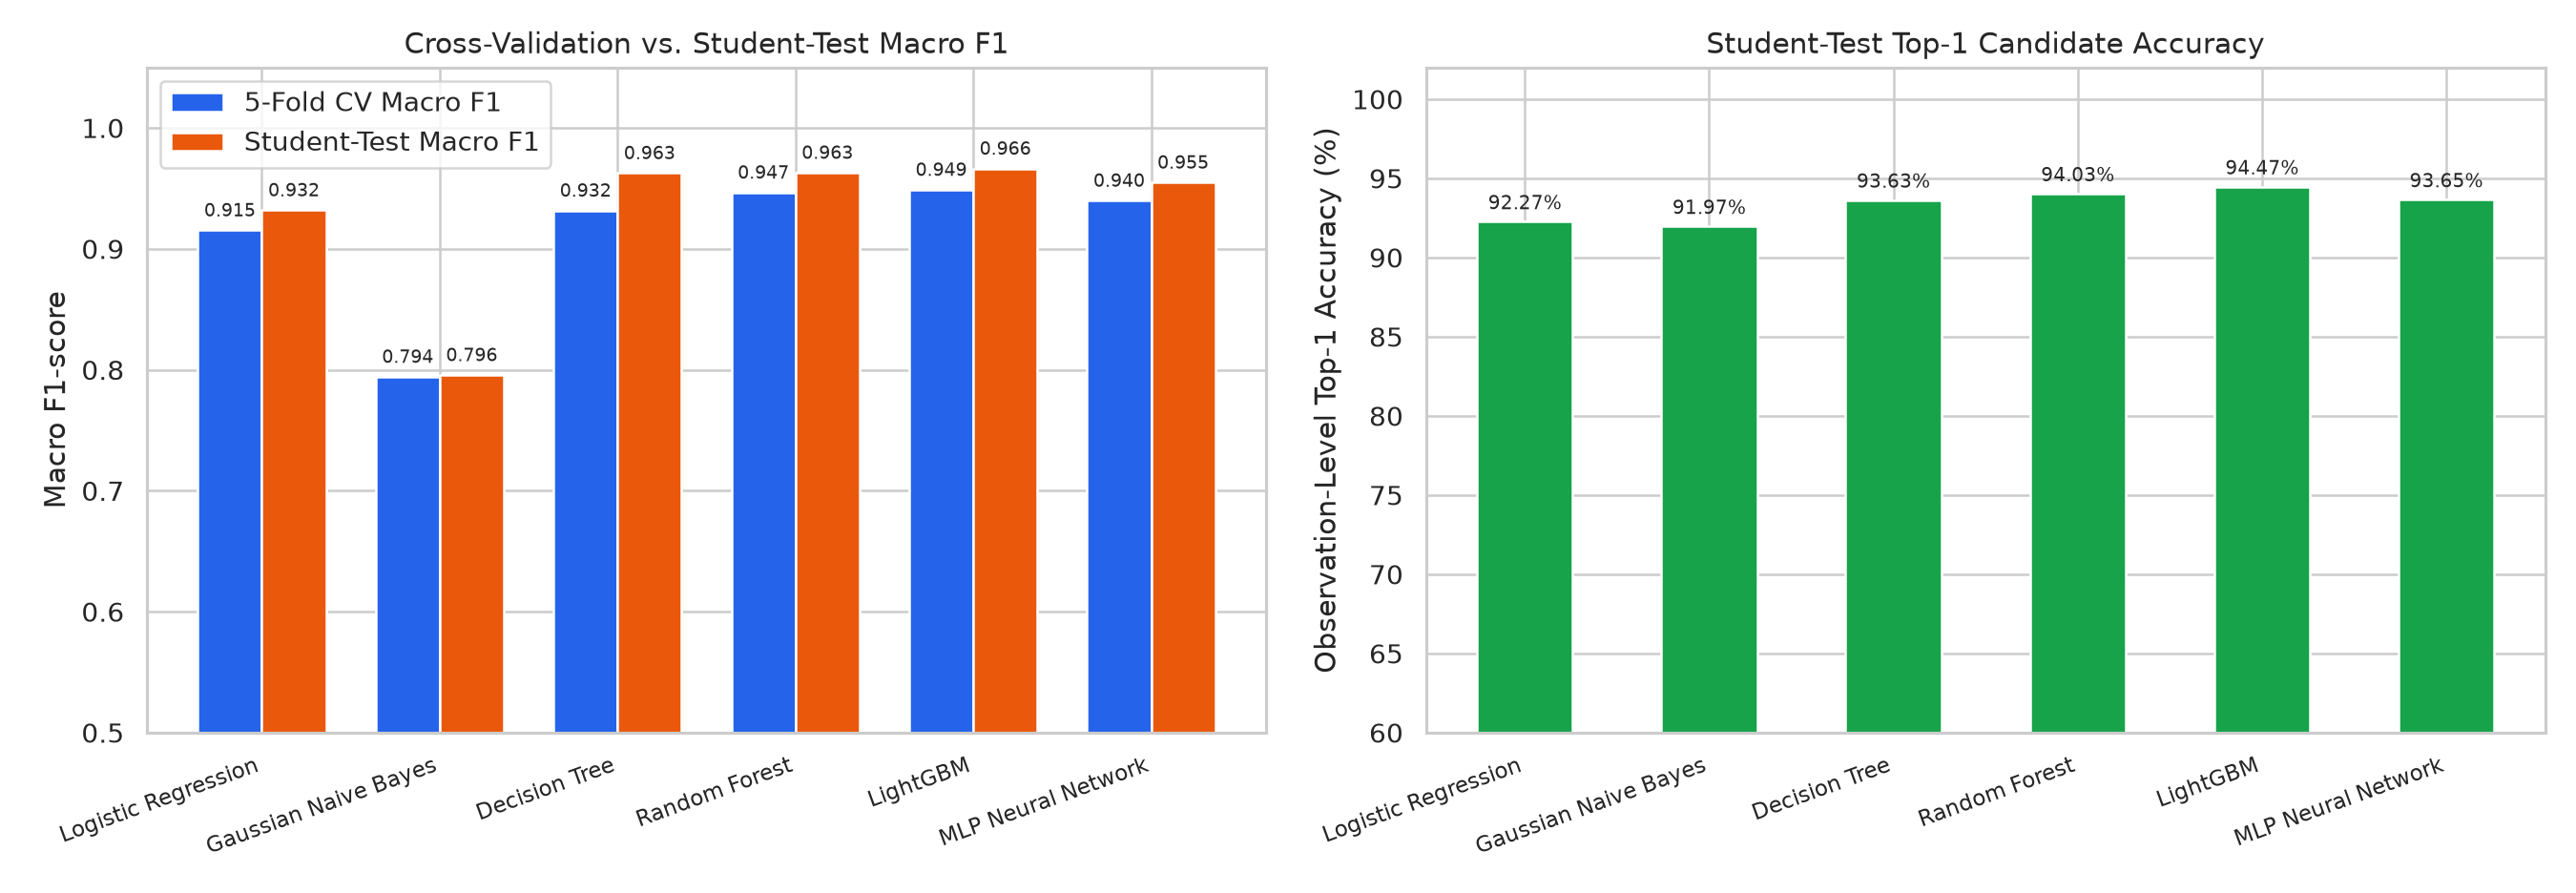 Cross-Validation vs. Student-Test Macro F1
5-Fold CV Macro F1
Student-Test Macro F1
Macro F1-score
1.0
0.9
0.8
0.7
0.6
0.5
0.915
0.932
0.794
0.796
0.932
0.963
0.947
0.963
0.949
0.966
0.940
0.955
Logistic Regression
Gaussian Naive Bayes
Decision Tree
Random Forest
LightGBM
MLP Neural Network
Student-Test Top-1 Candidate Accuracy
Observation-Level Top-1 Accuracy (%)
100
95
90
85
80
75
70
65
60
92.27%
91.97%
93.63%
94.03%
94.47%
93.65%
Logistic Regression
Gaussian Naive Bayes
Decision Tree
Random Forest
LightGBM
MLP Neural Network